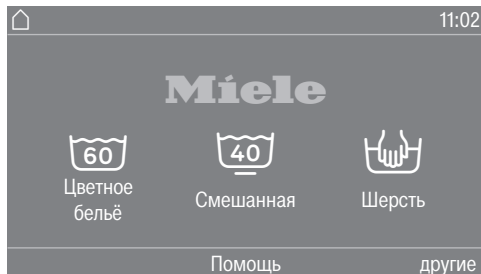 11:02
Miele
60
40
Цветное
бельё
Смешанная
Шерсть
Помощь
другие